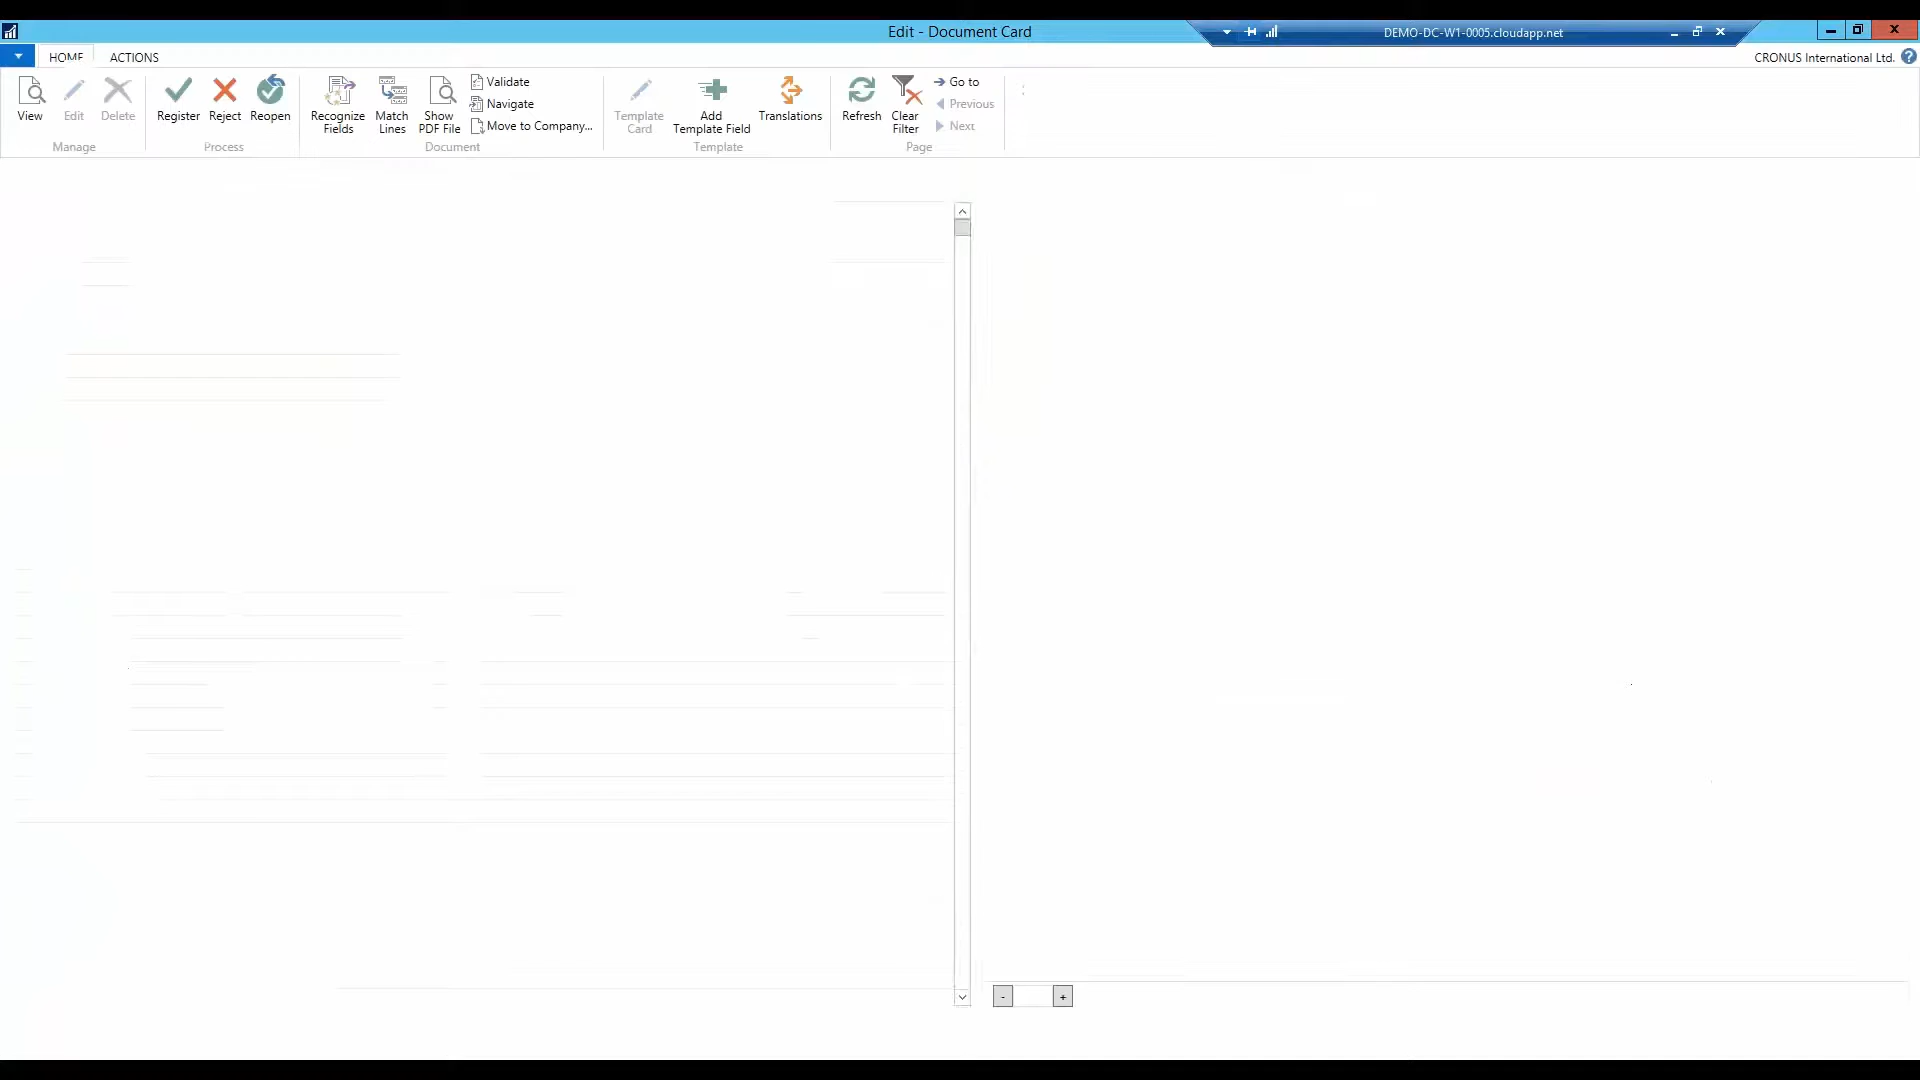 Edit - Document Card
DEMO-DC-W1-0005.cloudapp.net
HOME
ACTIONS
CRONUS International Ltd.
View
Edit
Delete
Manage
Register
Reject
Reopen
Process
Recognize
Fields
Match
Lines
Show
PDF File
Validate
Navigate
Move to Company...
Document
Template
Card
Add
Template Field
Translations
Template
Refresh
Clear
Filter
Go to
Previous
Next
Page
- +